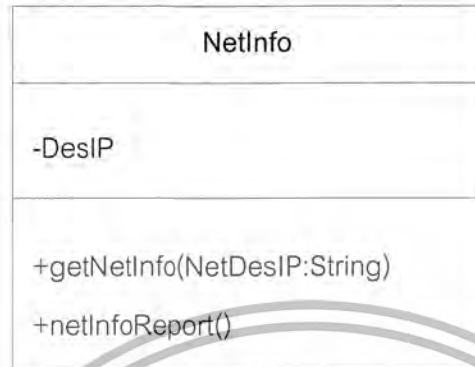 NetInfo
-DesIP
+getNetInfo(NetDesIP:String)
+netInfoReport()